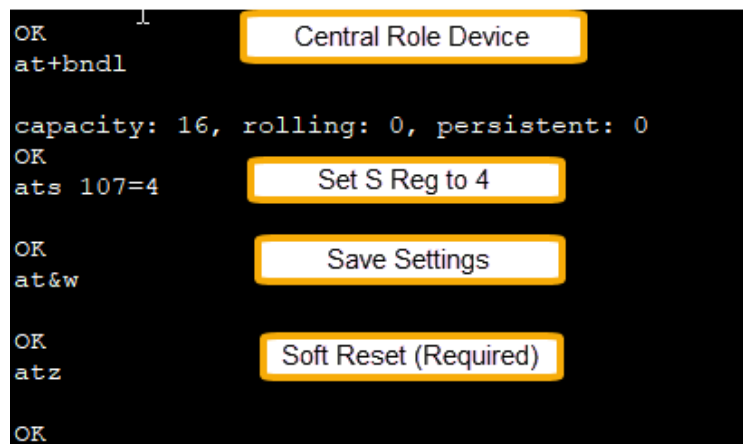 OK
Central Role Device
at+bndl
capacity: 16, rolling: 0, persistent: 0
OK
ats 107=4
Set S Reg to 4
OK
Save Settings
at&w
OK
Soft Reset (Required)
atz
OK